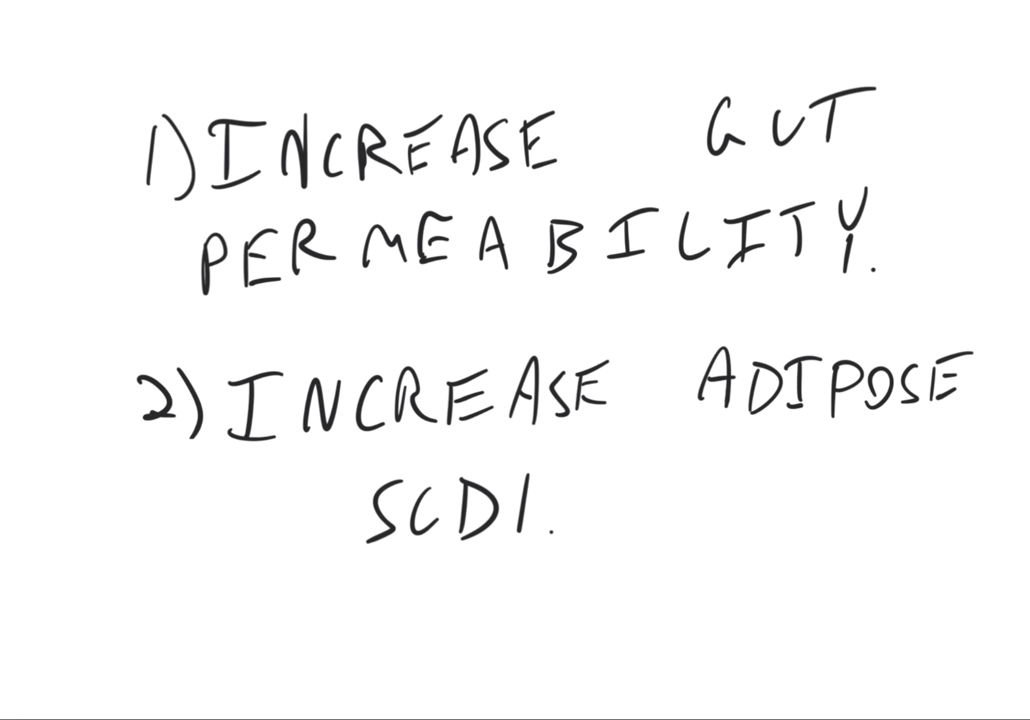 1) INCREASE GUT
PERMEABILITY.
2) INCREASE ADIPOSE
SCD1.